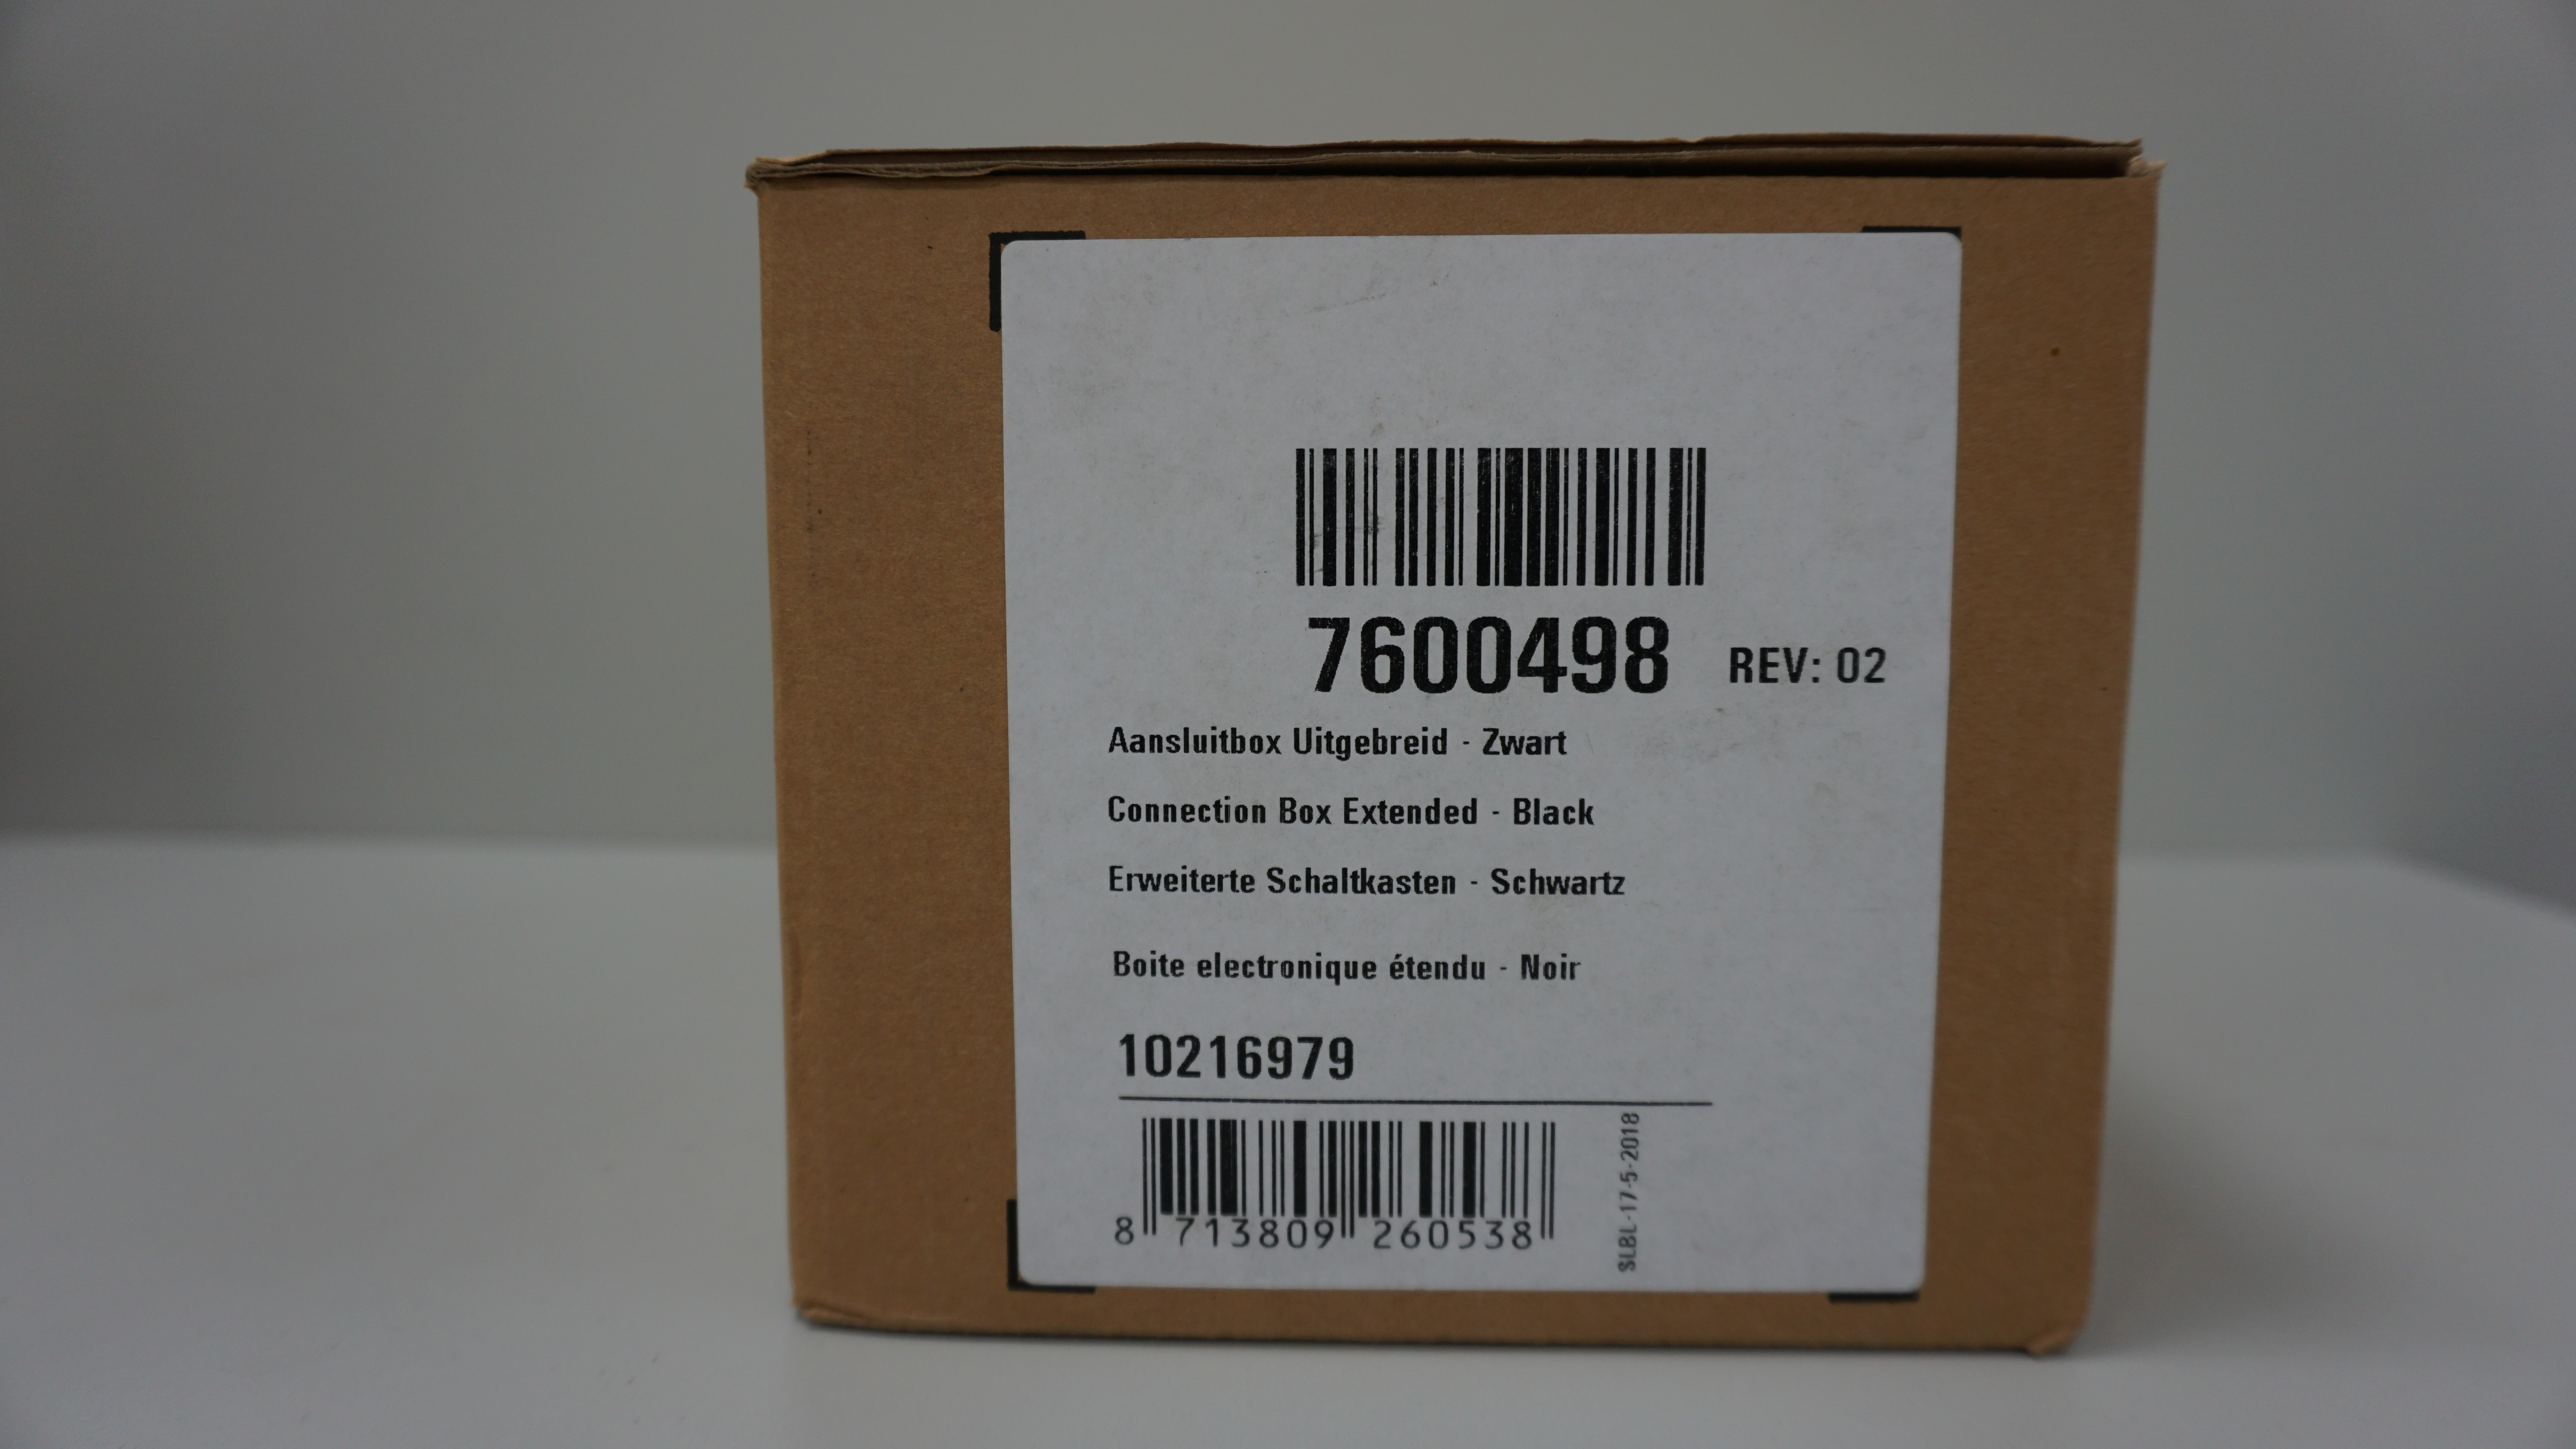 7600498 REV: 02
Aansluitbox Uitgebreid - Zwart
Connection Box Extended - Black
Erweiterte Schaltkasten - Schwartz
Boite electronique étendu - Noir
10216979
8 713809 260538
SLBL-17-5-2018